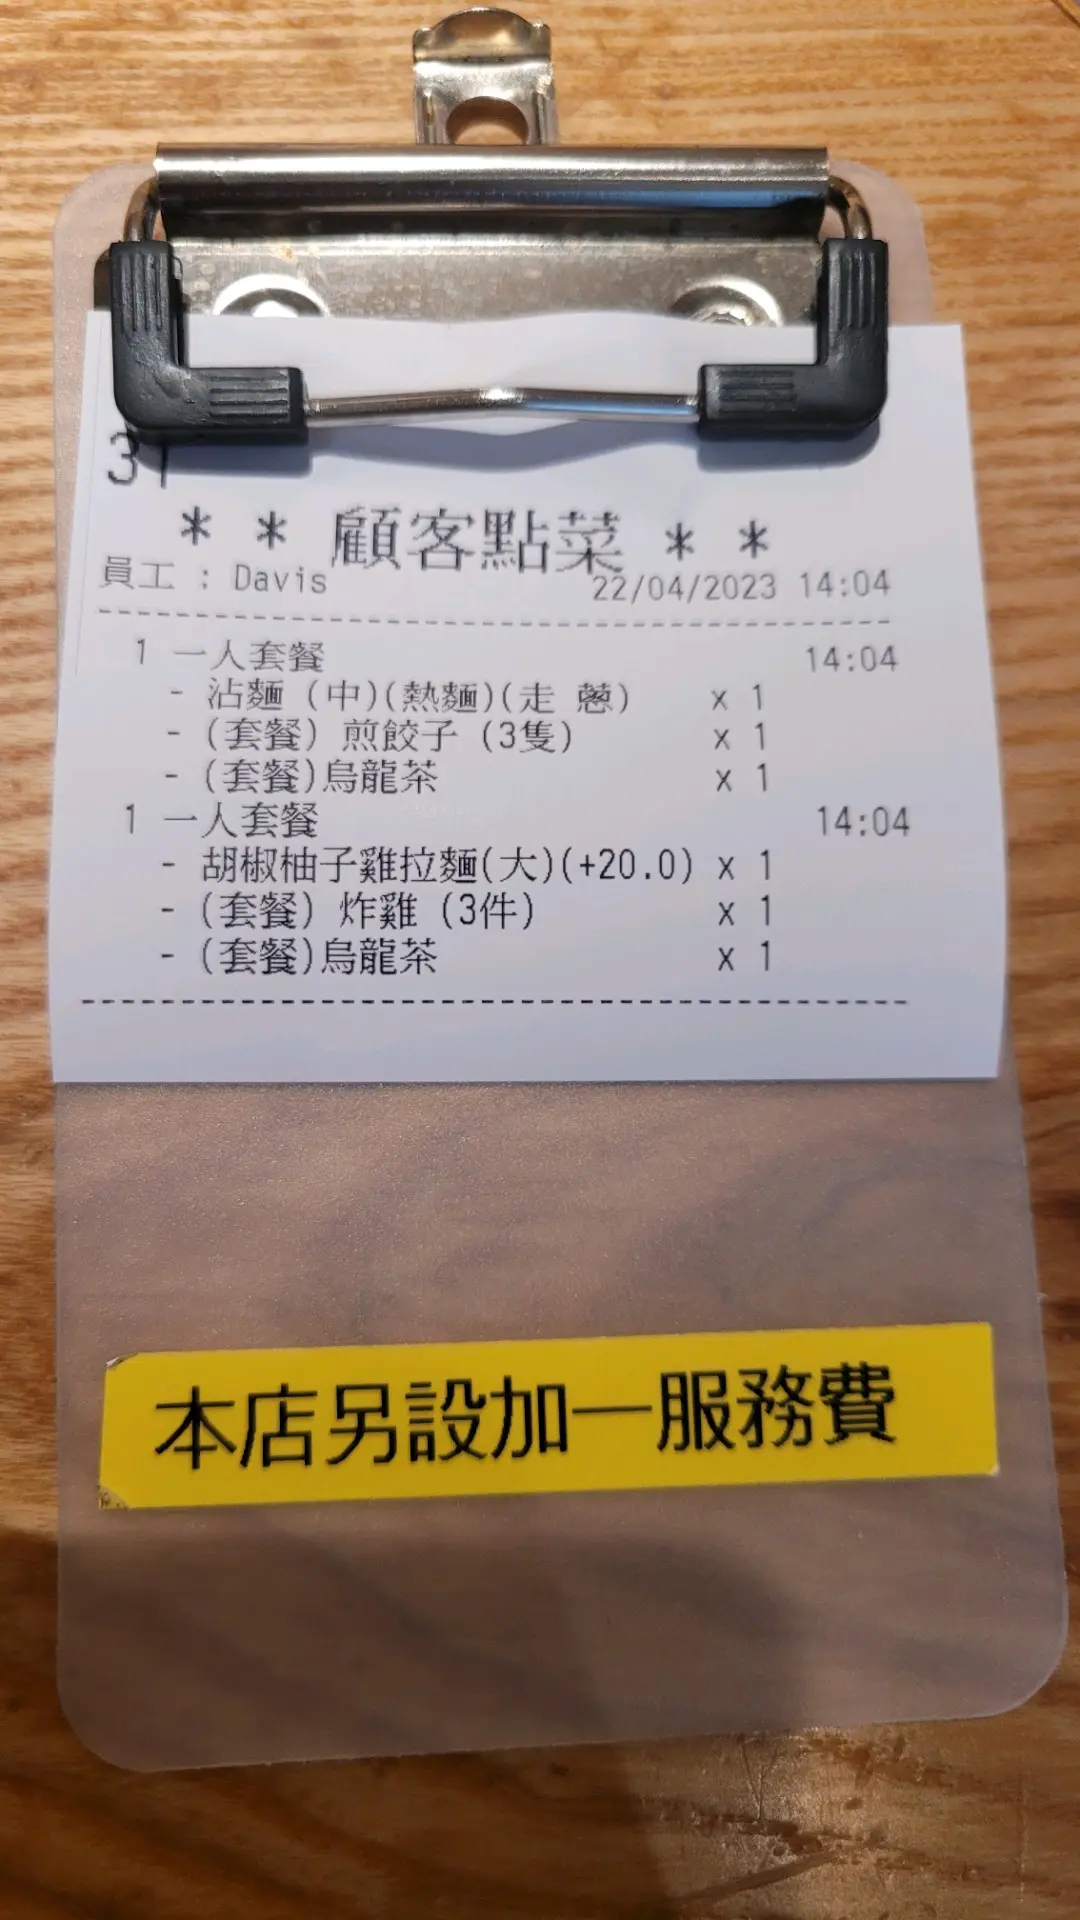 * * 顧客點菜 * *
員工 : Davis 22/04/2023 14:04
1 一人套餐 14:04
- 沾麵 (中)(熱麵)(走 蔥) x 1
- (套餐) 煎餃子 (3隻) x 1
- (套餐)烏龍茶 x 1
1 一人套餐 14:04
- 胡椒柚子雞拉麵(大)(+20.0) x 1
- (套餐) 炸雞 (3件) x 1
- (套餐)烏龍茶 x 1
本店另設加一服務費